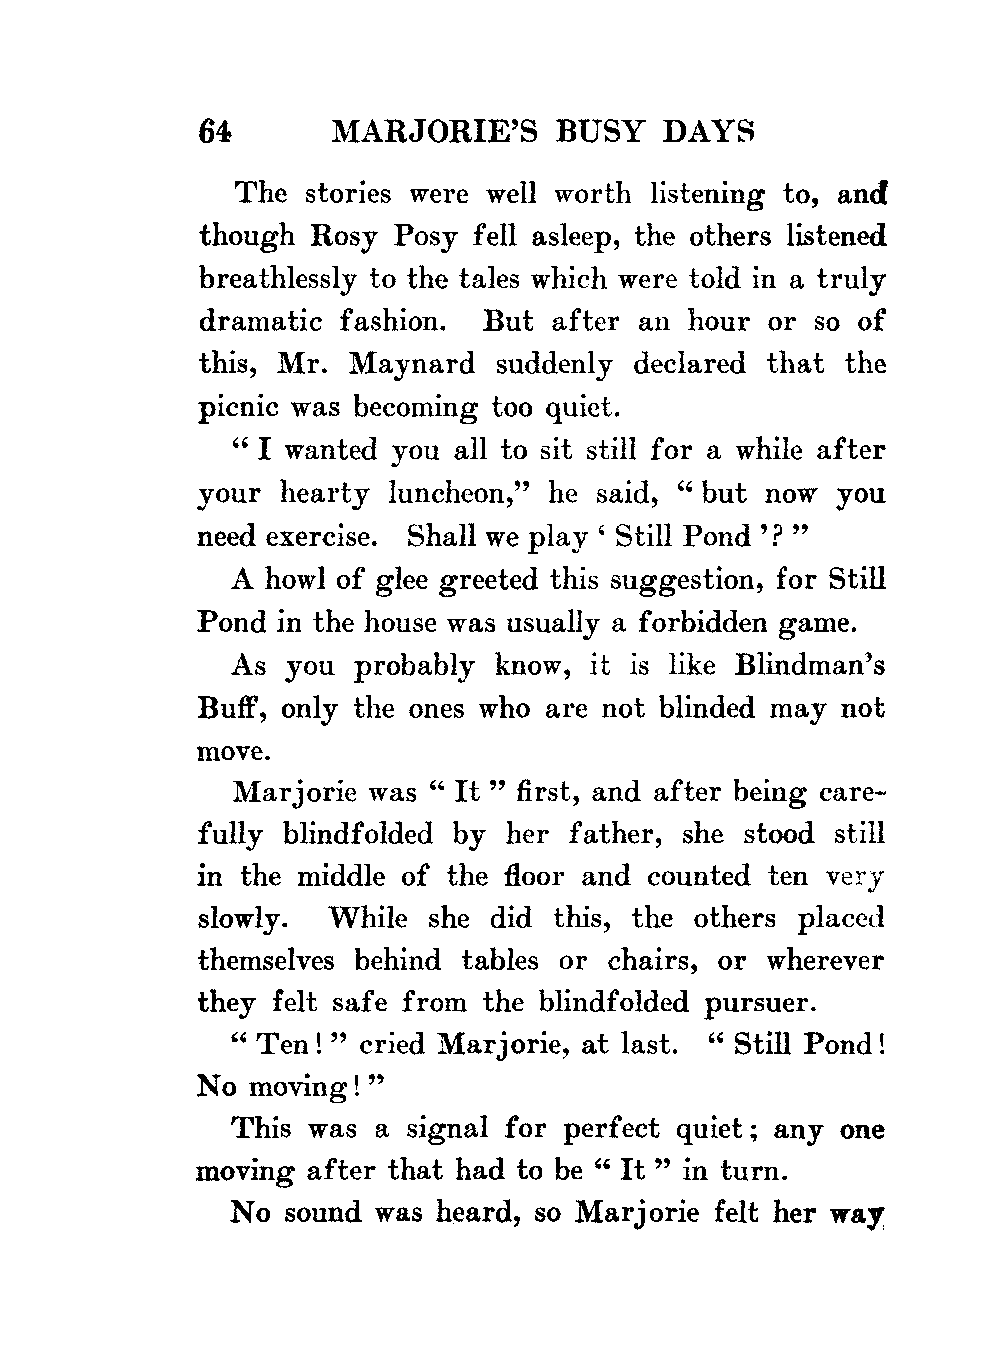 64 MARJORIE'S BUSY DAYS
The stories were well worth listening to, and
though Rosy Posy fell asleep, the others listened
breathlessly to the tales which were told in a truly
dramatic fashion. But after an hour or so of
this, Mr. Maynard suddenly declared that the
picnic was becoming too quiet.
“ I wanted you all to sit still for a while after
your hearty luncheon,” he said, “ but now you
need exercise. Shall we play ‘ Still Pond ’? ”
A howl of glee greeted this suggestion, for Still
Pond in the house was usually a forbidden game.
As you probably know, it is like Blindman’s
Buff, only the ones who are not blinded may not
move.
Marjorie was “ It ” first, and after being care-
fully blindfolded by her father, she stood still
in the middle of the floor and counted ten very
slowly. While she did this, the others placed
themselves behind tables or chairs, or wherever
they felt safe from the blindfolded pursuer.
“ Ten! ” cried Marjorie, at last. “ Still Pond!
No moving! ”
This was a signal for perfect quiet; any one
moving after that had to be “ It ” in turn.
No sound was heard, so Marjorie felt her way